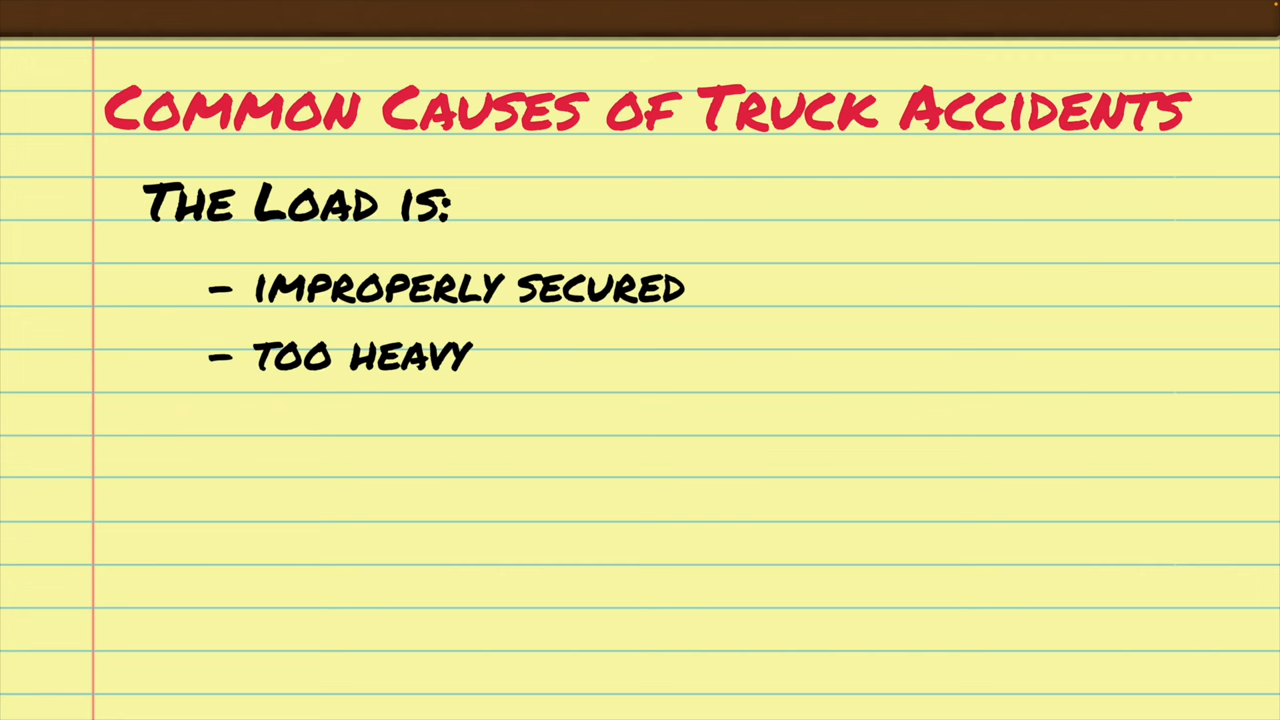 Common Causes of Truck Accidents
The Load is:
- improperly secured
- too heavy